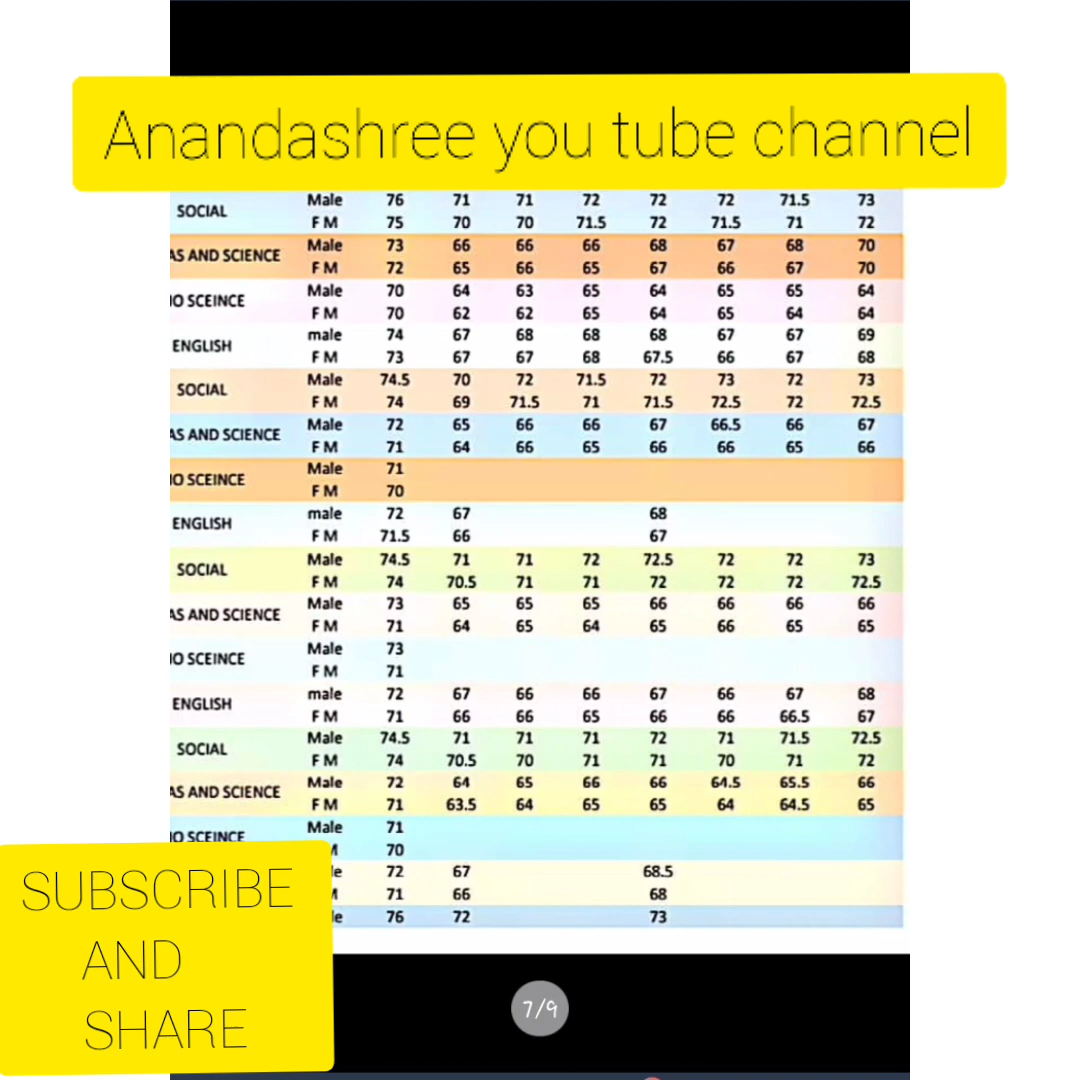 Anandashree you tube channel
Male 76 71 71 72 72 72 71.5 73
SOCIAL
F M 75 70 70 71.5 72 71.5 71 72
Male 73 66 66 66 68 67 68 70
AS AND SCIENCE
F M 72 65 66 65 67 66 67 70
Male 70 64 63 65 64 65 65 64
IO SCEINCE
F M 70 62 62 65 64 65 64 64
male 74 67 68 68 68 67 67 69
ENGLISH
F M 73 67 67 68 67.5 66 67 68
Male 74.5 70 72 71.5 72 73 72 73
SOCIAL
F M 74 69 71.5 71 71.5 72.5 72 72.5
Male 72 65 66 66 67 66.5 66 67
AS AND SCIENCE
F M 71 64 66 65 66 66 65 66
Male 71
IO SCEINCE
F M 70
male 72 67 68
ENGLISH
F M 71.5 66 67
Male 74.5 71 71 72 72.5 72 72 73
SOCIAL
F M 74 70.5 71 71 72 72 72 72.5
Male 73 65 65 65 66 66 66 66
AS AND SCIENCE
F M 71 64 65 64 65 66 65 65
Male 73
IO SCEINCE
F M 71
male 72 67 66 66 67 66 67 68
ENGLISH
F M 71 66 66 65 66 66 66.5 67
Male 74.5 71 71 71 72 71 71.5 72.5
SOCIAL
F M 74 70.5 70 71 71 70 71 72
Male 72 64 65 66 66 64.5 65.5 66
AS AND SCIENCE
F M 71 63.5 64 65 65 64 64.5 65
Male 71
IO SCEINCE
70
72 67 68.5
71 66 68
76 72 73
SUBSCRIBE
AND
SHARE
7/9